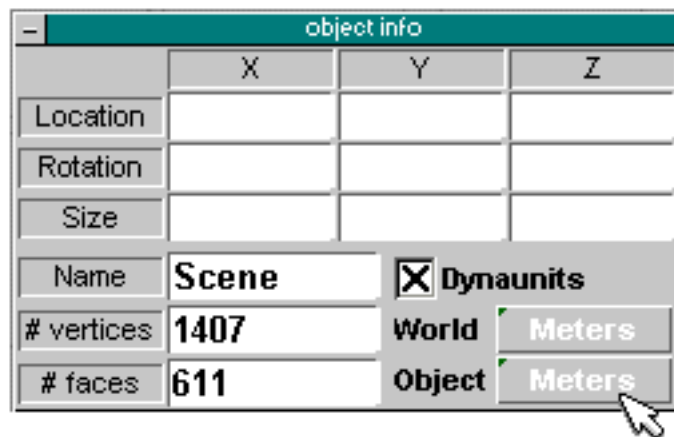 object info
X Y Z
Location
Rotation
Size
Name Scene Dynaunits
# vertices 1407 World Meters
# faces 611 Object Meters